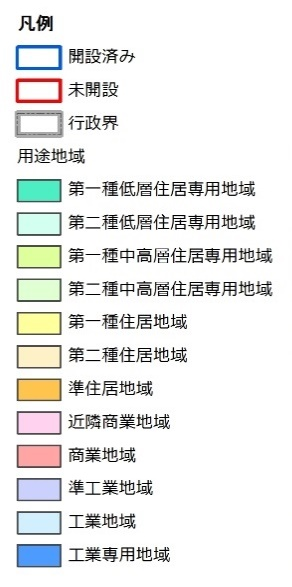 凡例
開設済み
未開設
行政界
用途地域
第一種低層住居専用地域
第二種低層住居専用地域
第一種中高層住居専用地域
第二種中高層住居専用地域
第一種住居地域
第二種住居地域
準住居地域
近隣商業地域
商業地域
準工業地域
工業地域
工業専用地域